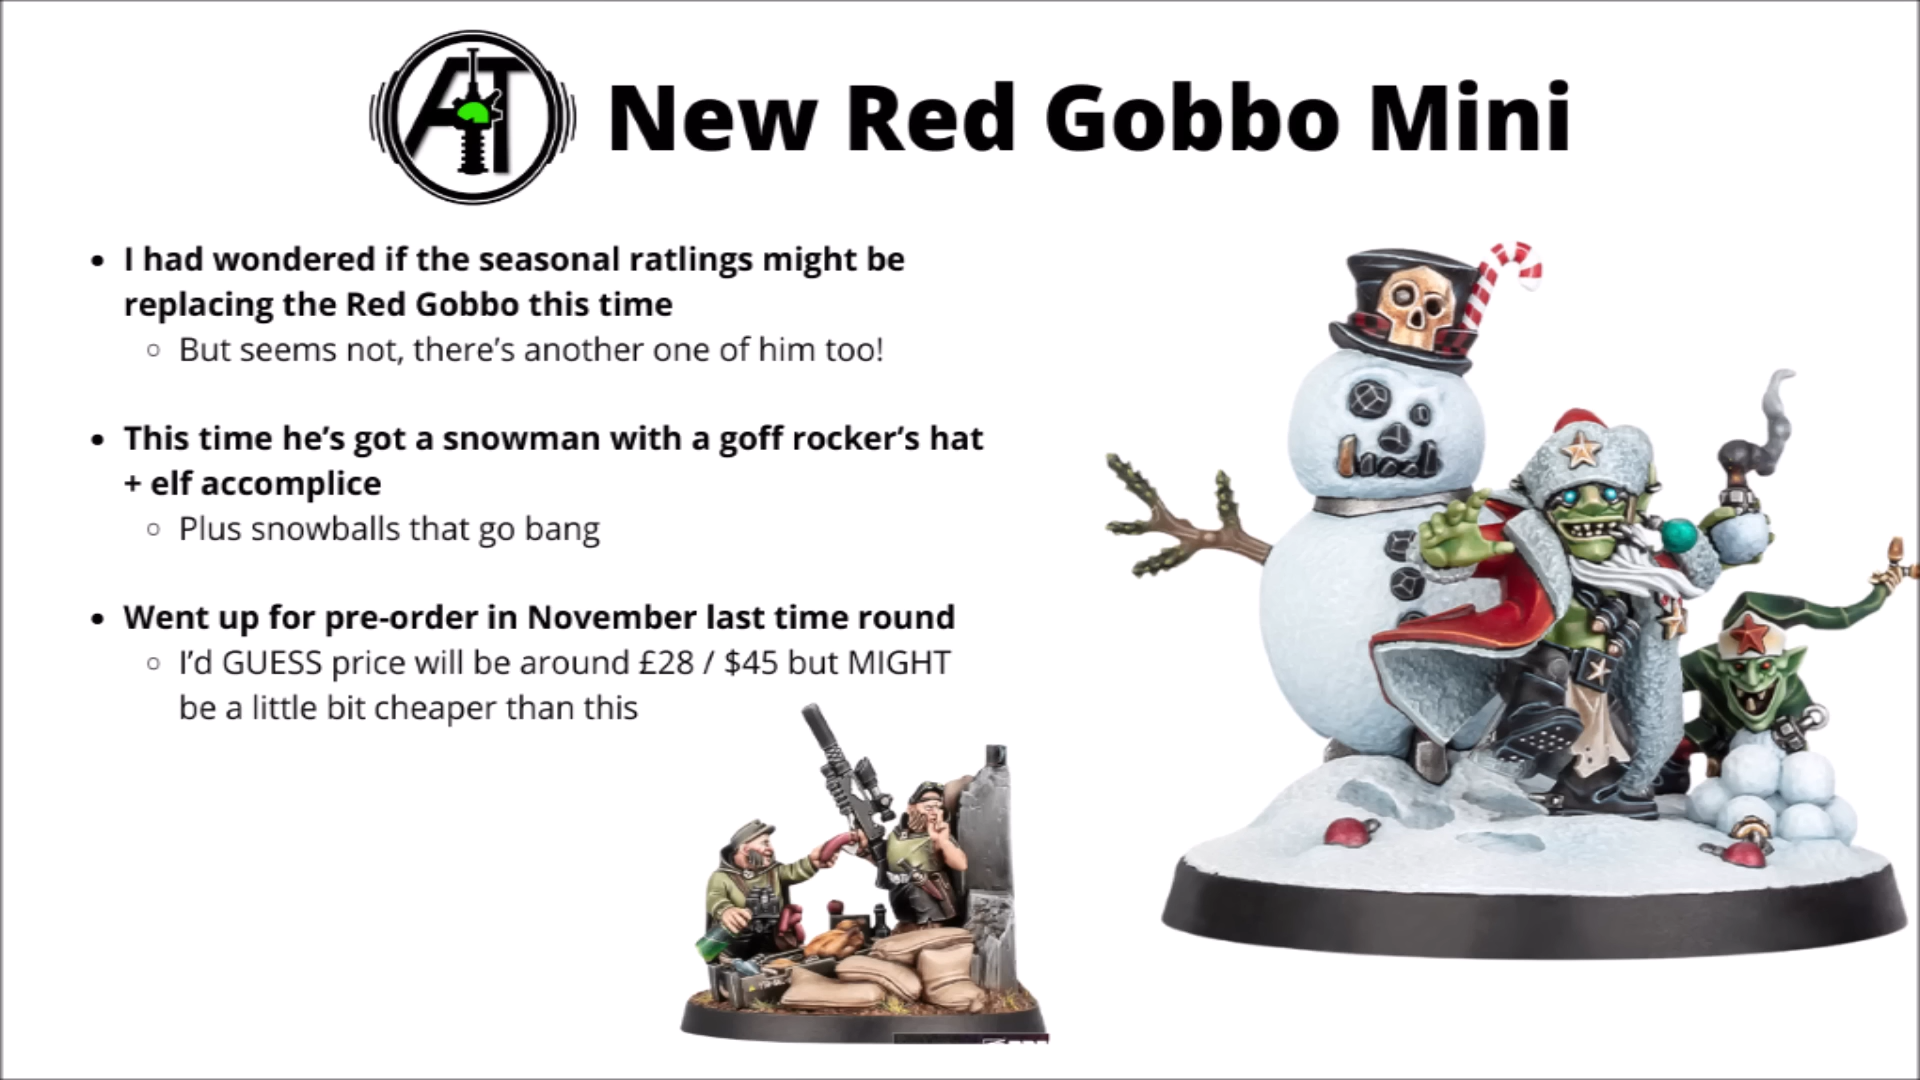 AT
New Red Gobbo Mini
• I had wondered if the seasonal ratlings might be
replacing the Red Gobbo this time
○ But seems not, there's another one of him too!
• This time he's got a snowman with a goff rocker's hat
+ elf accomplice
○ Plus snowballs that go bang
• Went up for pre-order in November last time round
○ I'd GUESS price will be around £28 / $45 but MIGHT
be a little bit cheaper than this